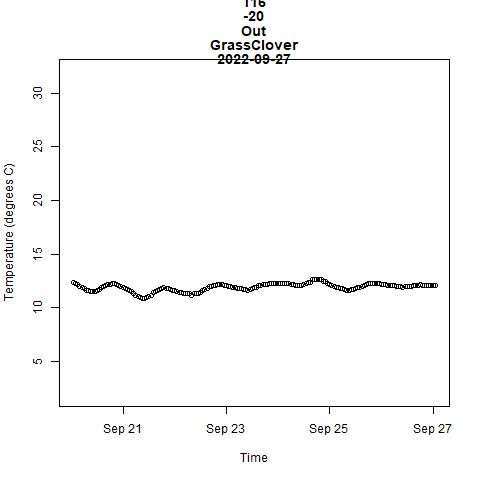 T16
-20
Out
GrassClover
2022-09-27
Temperature (degrees C)
30
25
20
15
10
5
Sep 21
Sep 23
Sep 25
Sep 27
Time